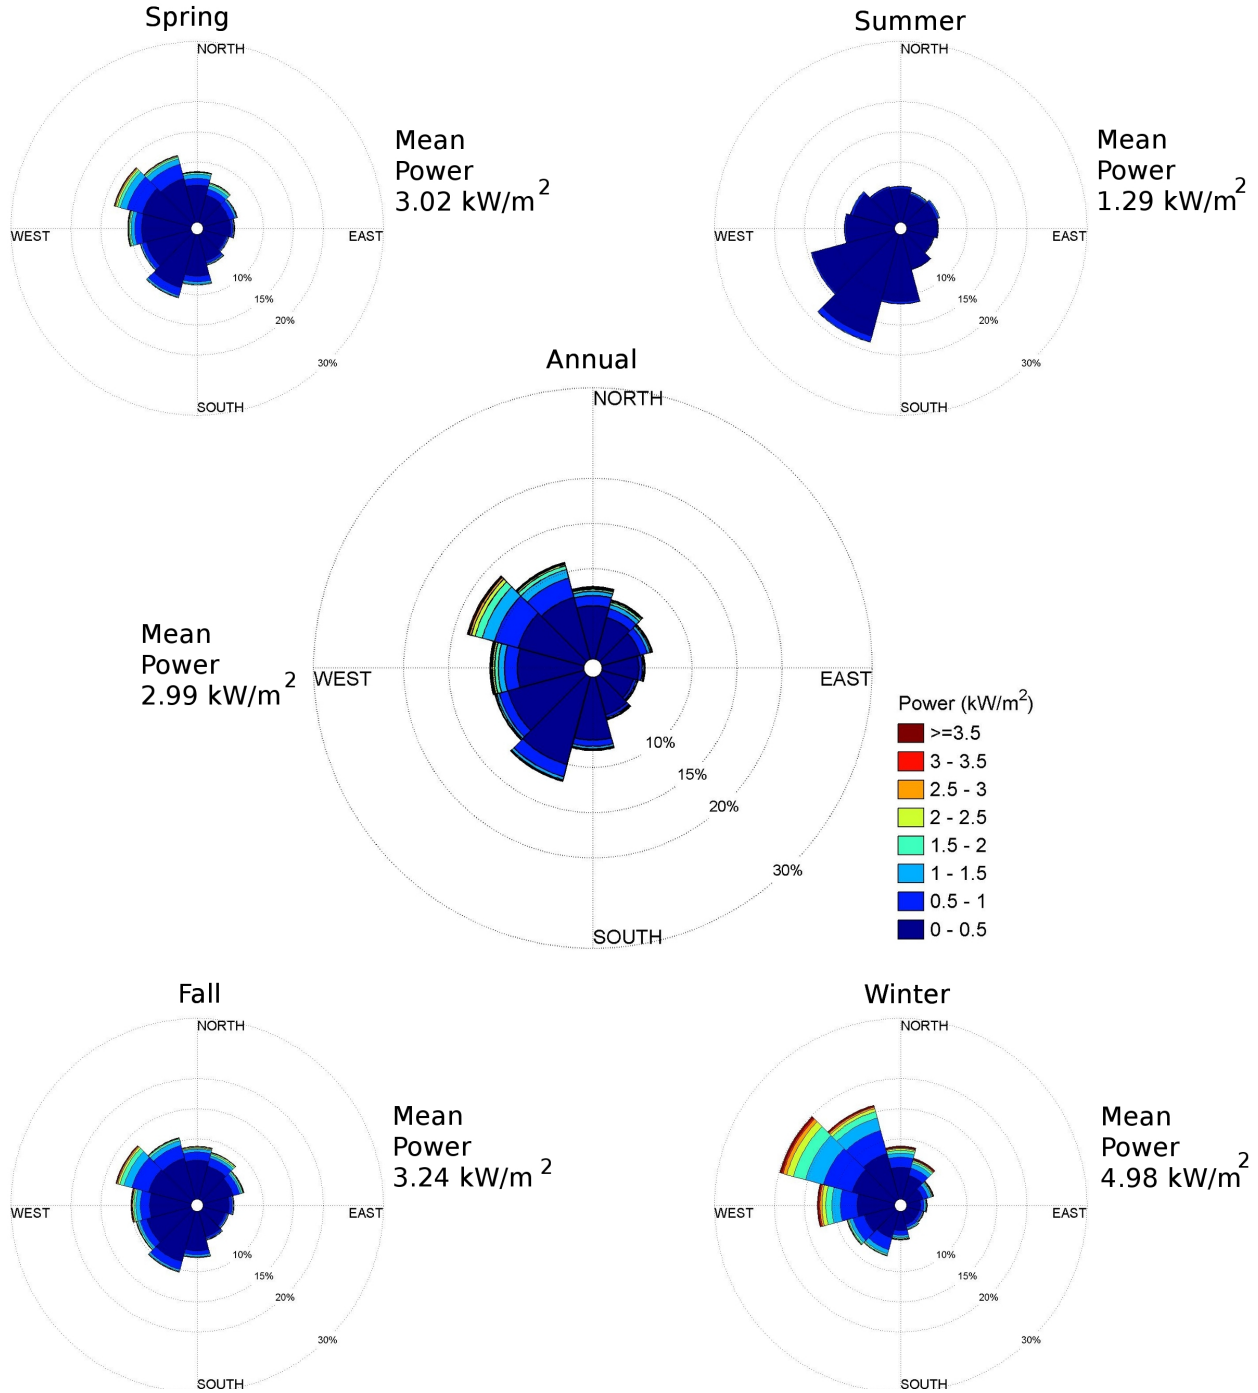 Spring
NORTH
WEST
EAST
SOUTH
10%
15%
20%
30%
Mean
Power
3.02 kW/m²
Summer
NORTH
WEST
EAST
SOUTH
10%
15%
20%
30%
Mean
Power
1.29 kW/m²
Annual
NORTH
WEST
EAST
SOUTH
10%
15%
20%
30%
Mean
Power
2.99 kW/m²
Power (kW/m²)
>=3.5
3 - 3.5
2.5 - 3
2 - 2.5
1.5 - 2
1 - 1.5
0.5 - 1
0 - 0.5
Fall
NORTH
WEST
EAST
SOUTH
10%
15%
20%
30%
Mean
Power
3.24 kW/m²
Winter
NORTH
WEST
EAST
SOUTH
10%
15%
20%
30%
Mean
Power
4.98 kW/m²